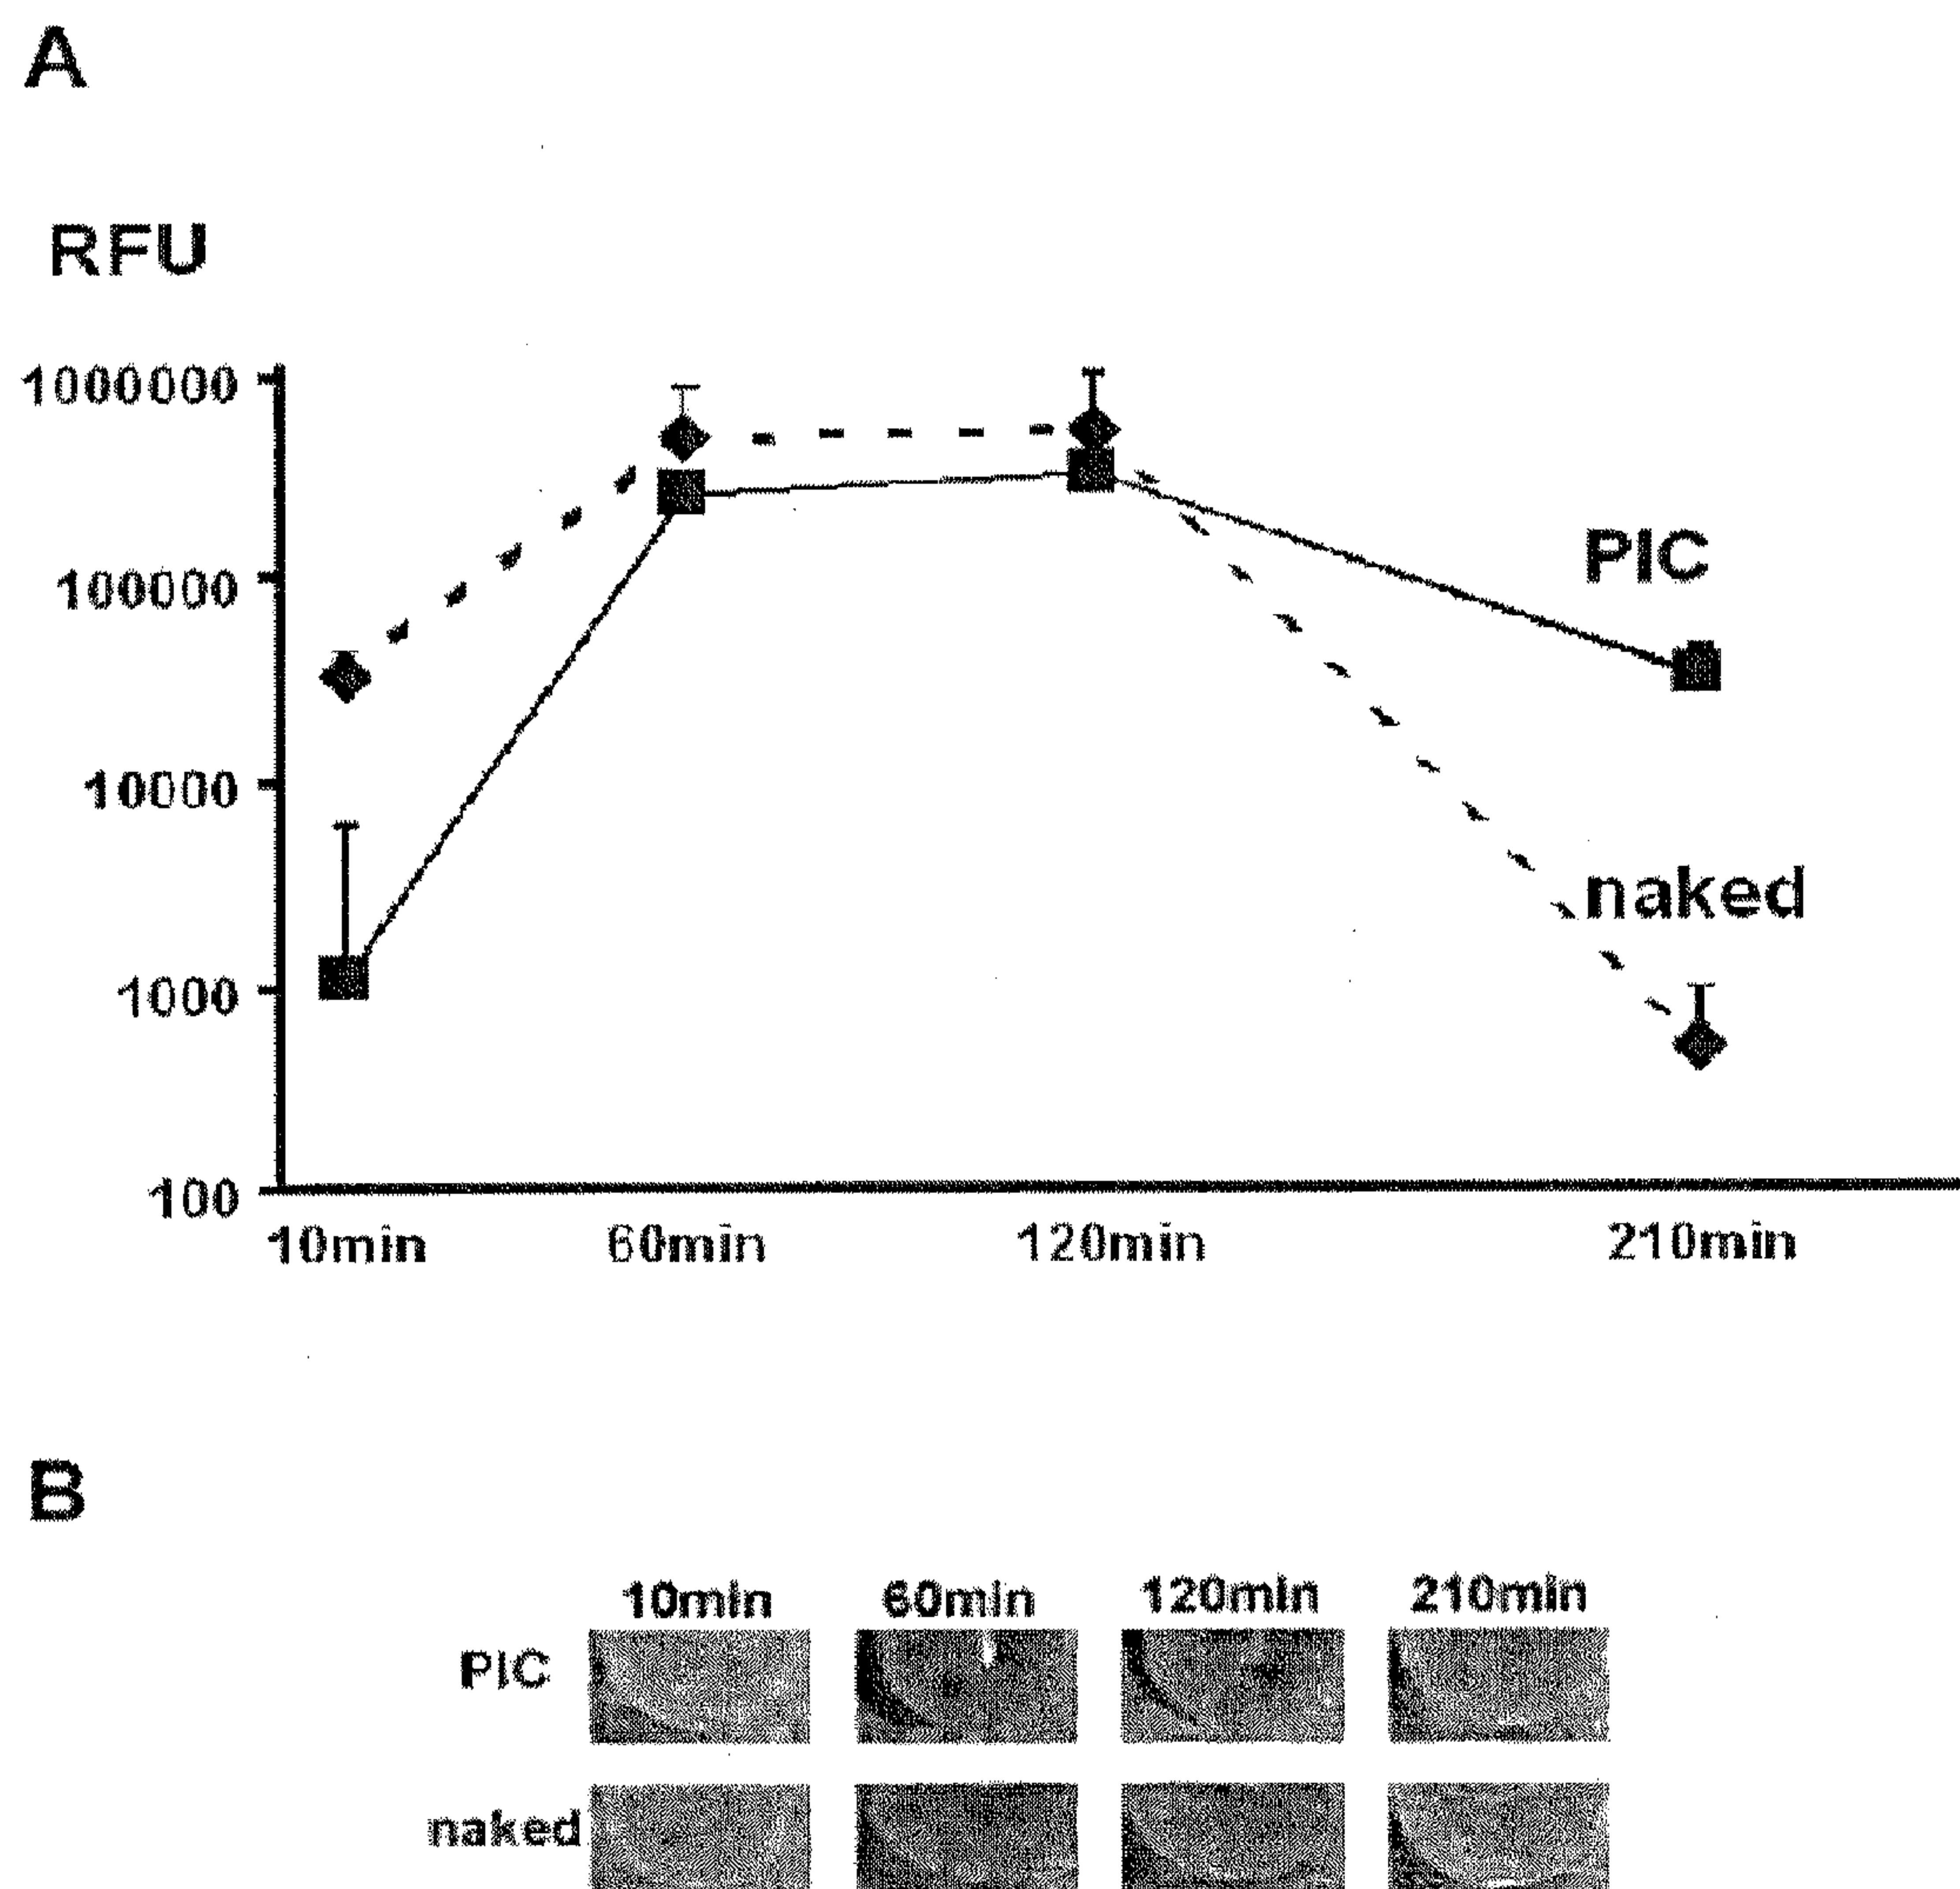 A
RFU
1000000
100000
10000
1000
100
PIC
naked
10min 60min 120min 210min
B
10min 60min 120min 210min
PIC
naked